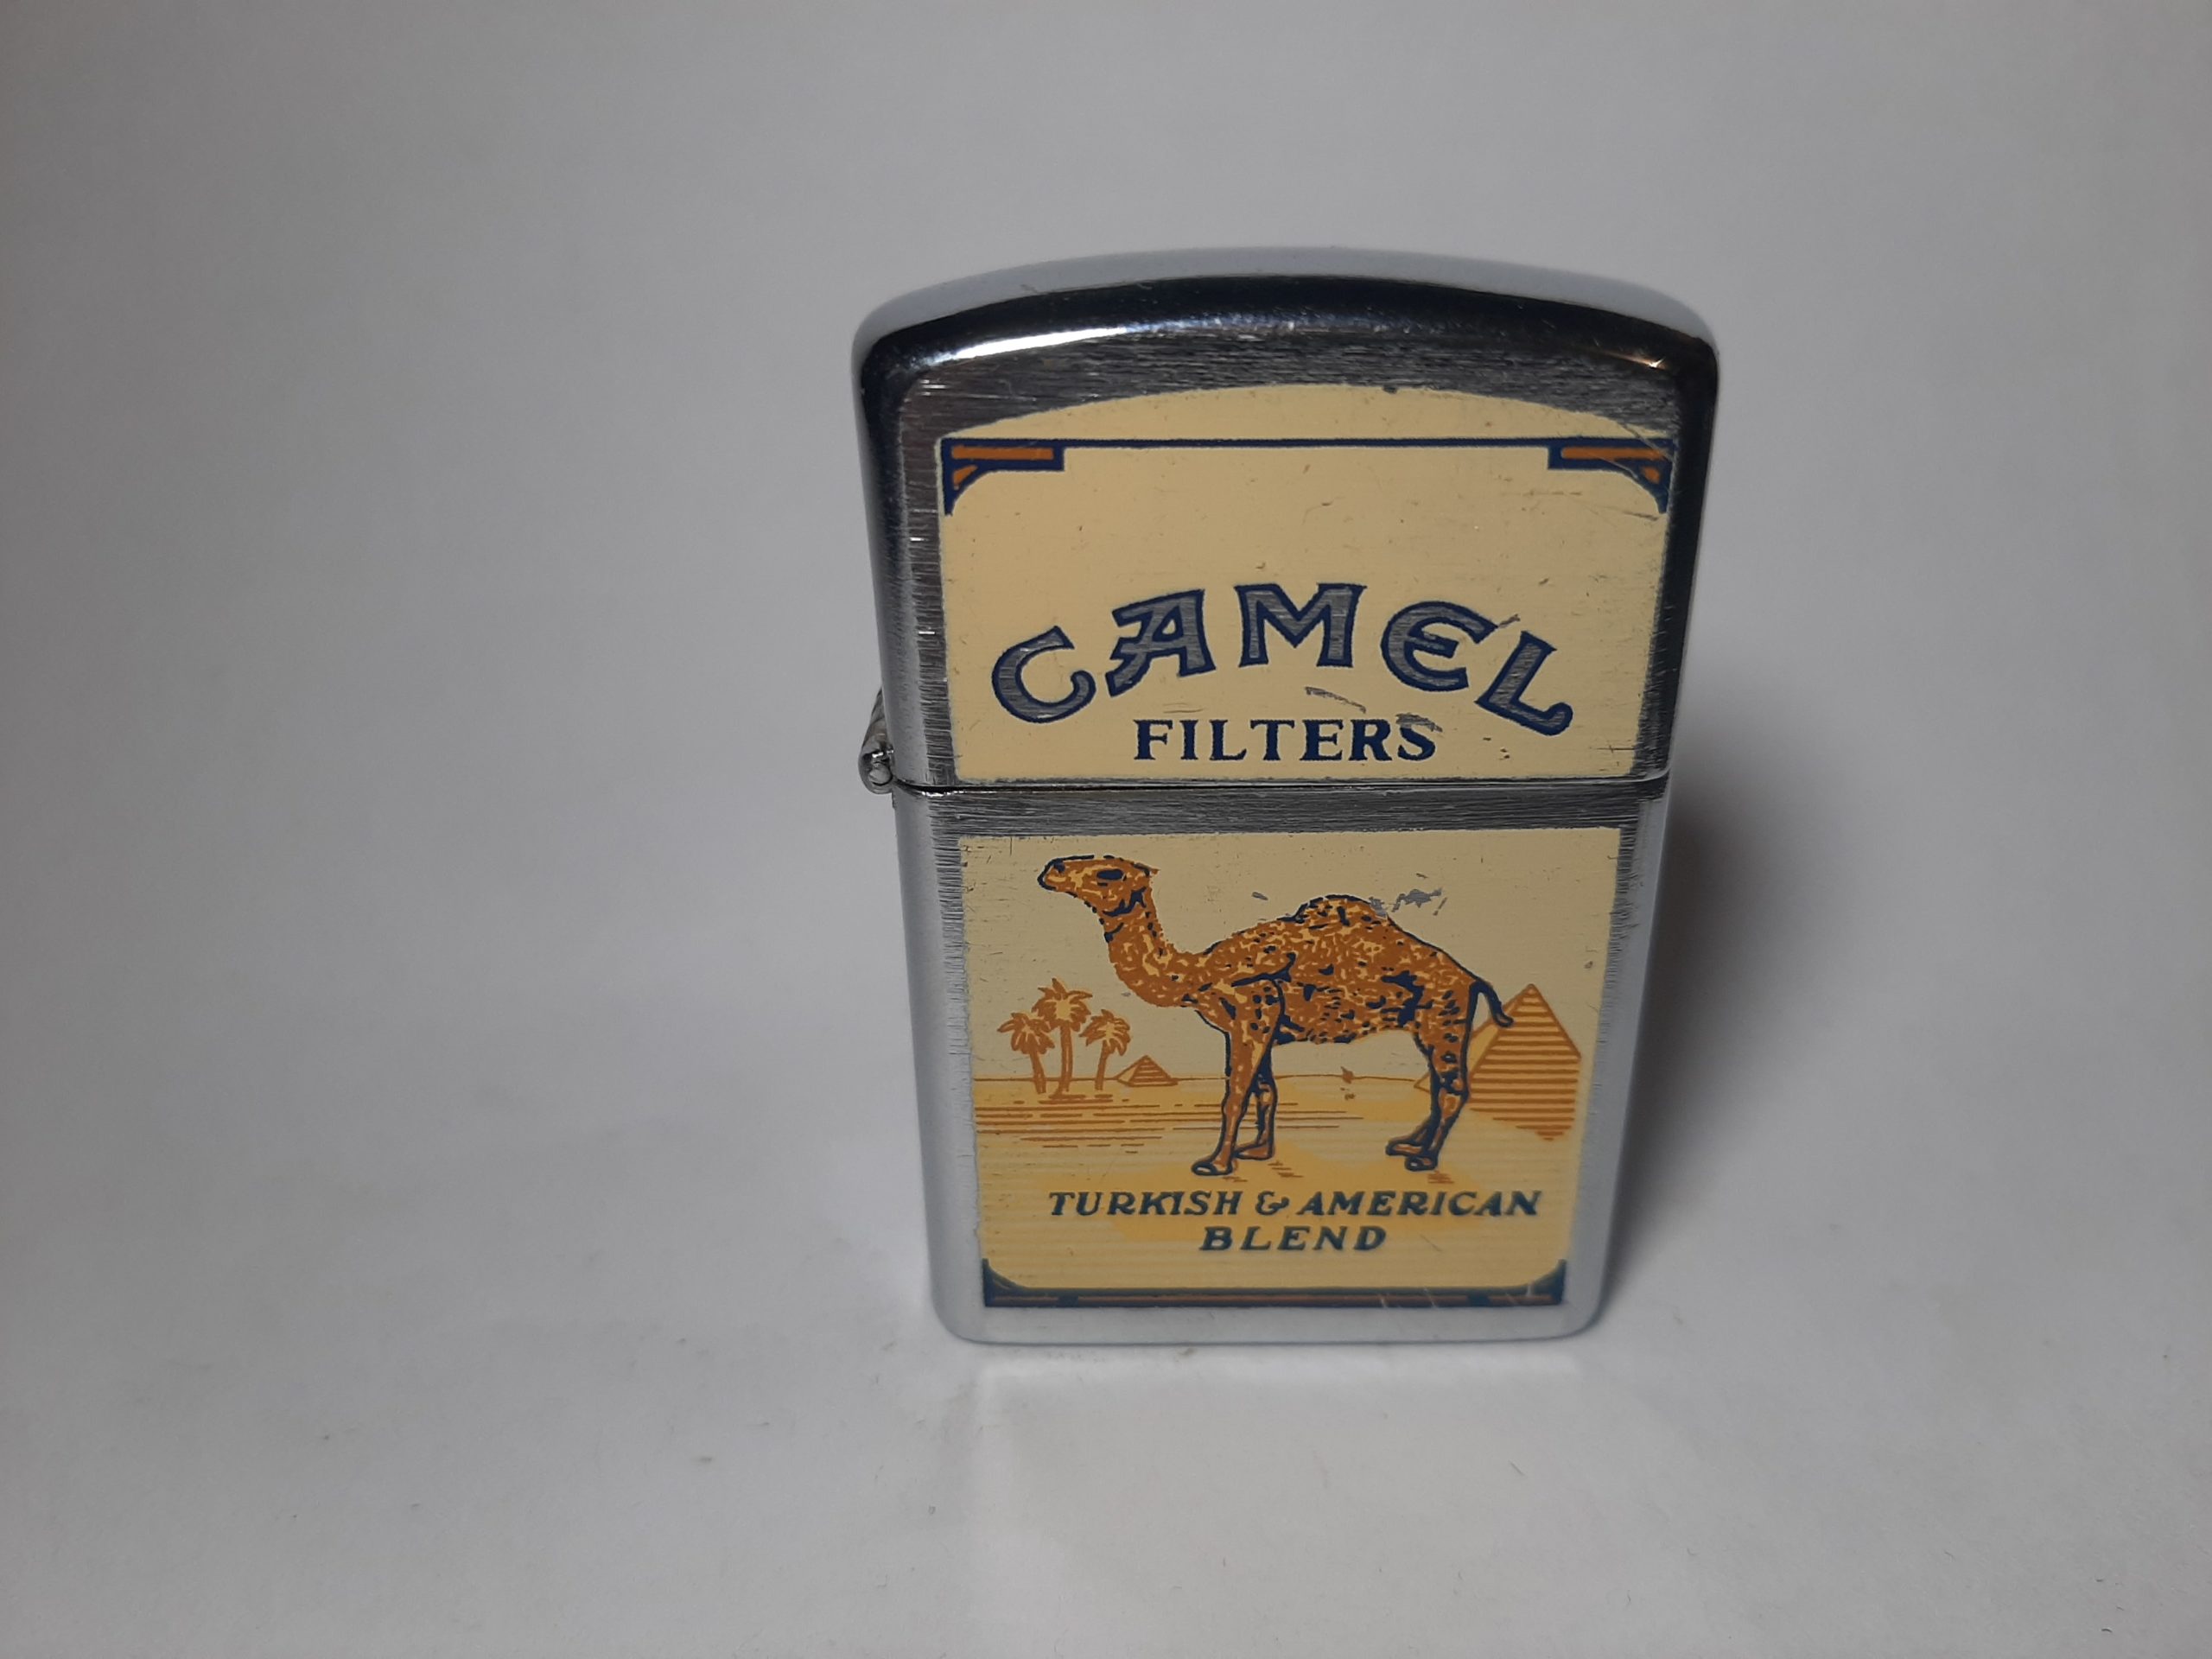 CAMEL
FILTERS
TURKISH & AMERICAN
BLEND